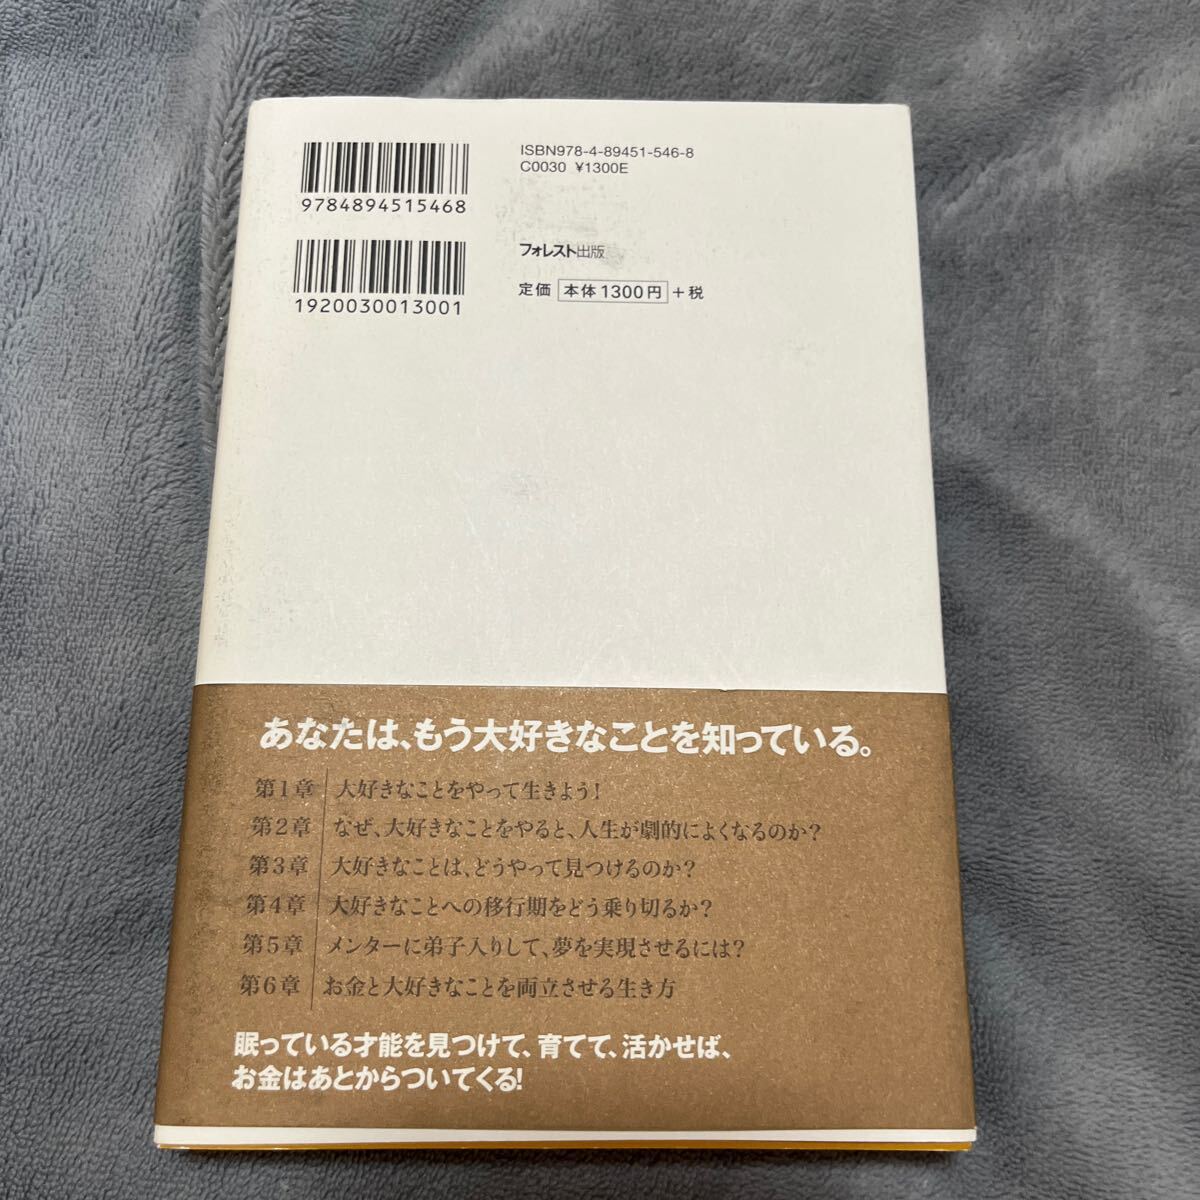 ISBN978-4-89451-546-8
C0030 ¥1300E
9784894515468
フォレスト出版
定価 本体1300円 +税
1920030013001
あなたは、もう大好きなことを知っている。
第1章 大好きなことをやって生きよう!
第2章 なぜ、大好きなことをやると、人生が劇的によくなるのか?
第3章 大好きなことは、どうやって見つけるのか?
第4章 大好きなことへの移行期をどう乗り切るか?
第5章 メンターに弟子入りして、夢を実現させるには?
第6章 お金と大好きなことを両立させる生き方
眠っている才能を見つけて、育てて、活かせば、
お金はあとからついてくる!